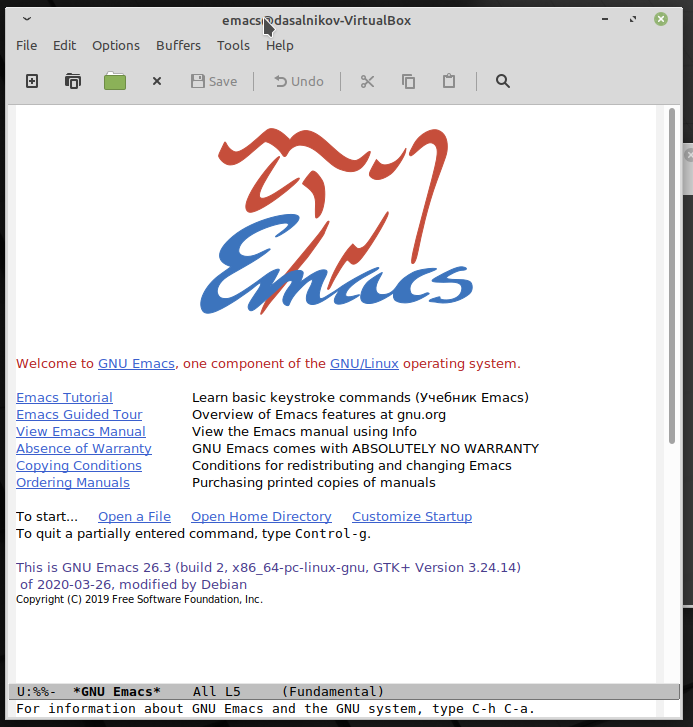 emacs@dasalnikov-VirtualBox
File Edit Options Buffers Tools Help
Save Undo
Emacs
Welcome to GNU Emacs, one component of the GNU/Linux operating system.
Emacs Tutorial Learn basic keystroke commands (Учебник Emacs)
Emacs Guided Tour Overview of Emacs features at gnu.org
View Emacs Manual View the Emacs manual using Info
Absence of Warranty GNU Emacs comes with ABSOLUTELY NO WARRANTY
Copying Conditions Conditions for redistributing and changing Emacs
Ordering Manuals Purchasing printed copies of manuals
To start... Open a File Open Home Directory Customize Startup
To quit a partially entered command, type Control-g.
This is GNU Emacs 26.3 (build 2, x86_64-pc-linux-gnu, GTK+ Version 3.24.14)
of 2020-03-26, modified by Debian
Copyright (C) 2019 Free Software Foundation, Inc.
U:%%- *GNU Emacs* All L5 (Fundamental)
For information about GNU Emacs and the GNU system, type C-h C-a.